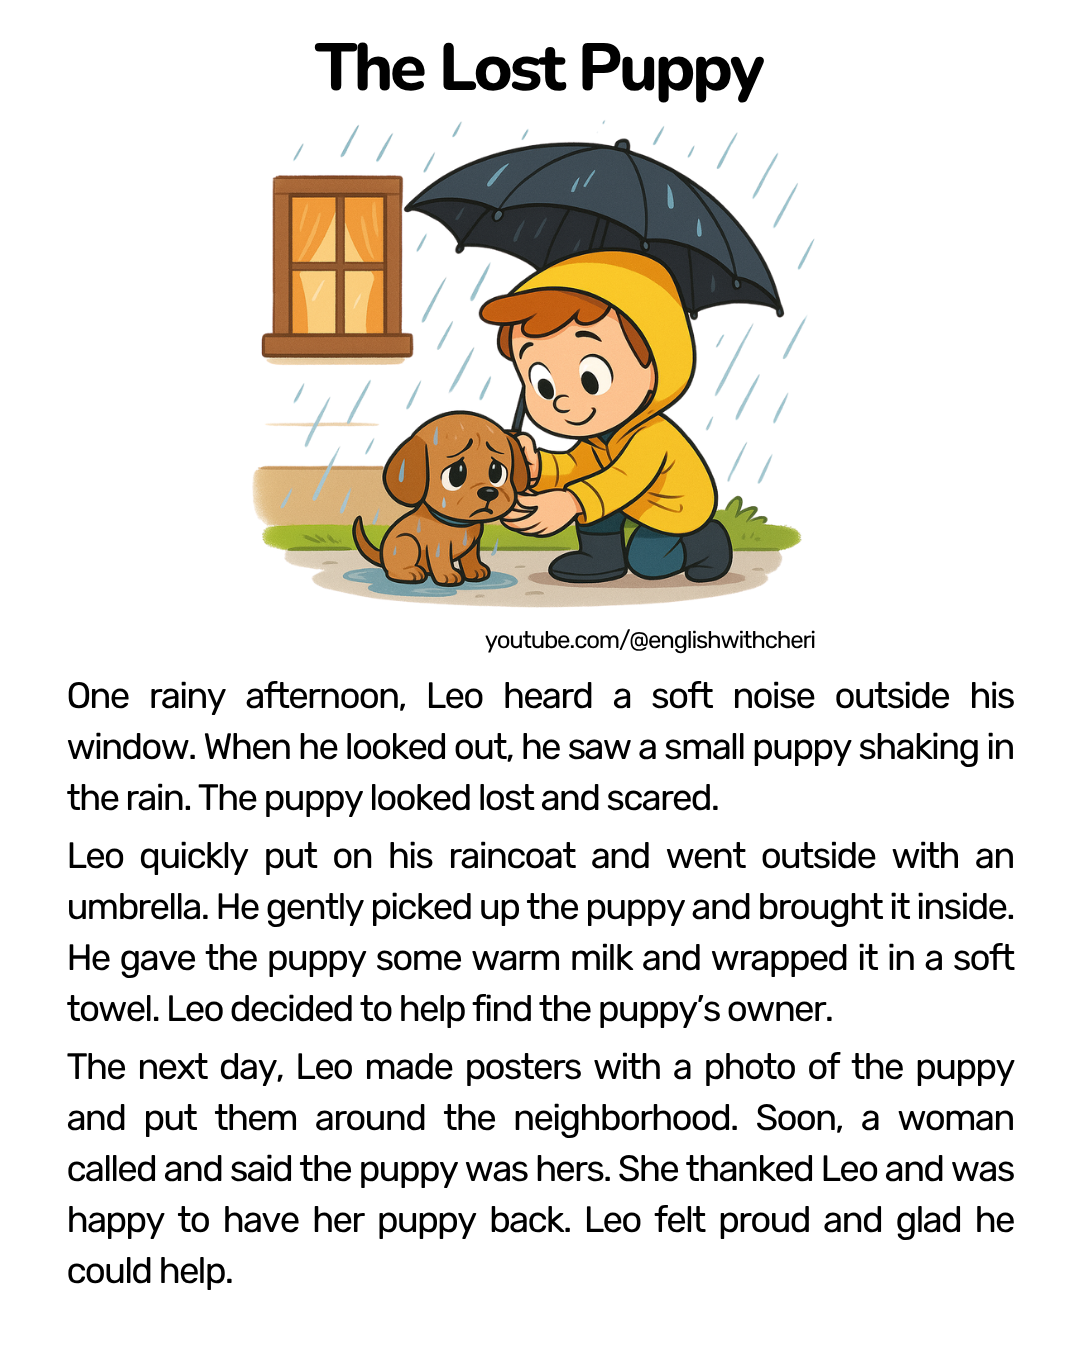 The Lost Puppy
youtube.com/@englishwithcheri
One rainy afternoon, Leo heard a soft noise outside his
window. When he looked out, he saw a small puppy shaking in
the rain. The puppy looked lost and scared.
Leo quickly put on his raincoat and went outside with an
umbrella. He gently picked up the puppy and brought it inside.
He gave the puppy some warm milk and wrapped it in a soft
towel. Leo decided to help find the puppy’s owner.
The next day, Leo made posters with a photo of the puppy
and put them around the neighborhood. Soon, a woman
called and said the puppy was hers. She thanked Leo and was
happy to have her puppy back. Leo felt proud and glad he
could help.